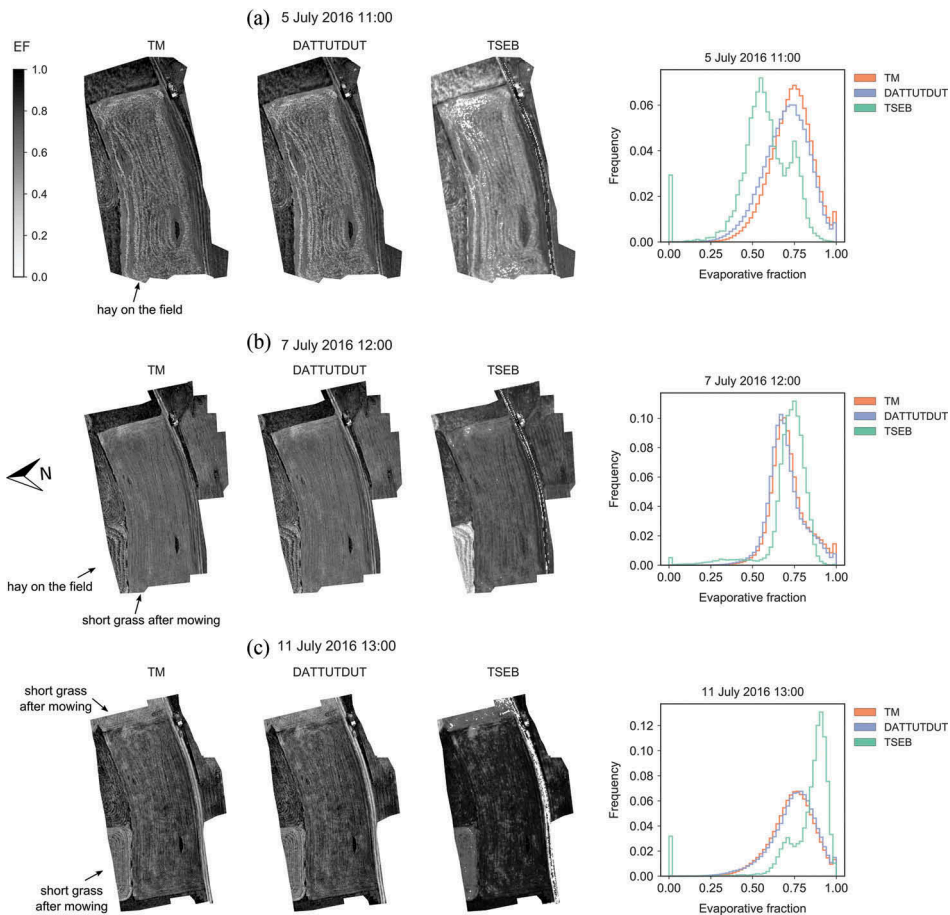 (a) 5 July 2016 11:00
TM DATTUTDUT TSEB
EF
1.0
0.8
0.6
0.4
0.2
0.0
hay on the field
5 July 2016 11:00
TM
DATTUTDUT
TSEB
Frequency
0.06
0.04
0.02
0.00
0.00 0.25 0.50 0.75 1.00
Evaporative fraction
(b)
7 July 2016 12:00
TM DATTUTDUT TSEB
N
hay on the field
short grass after mowing
7 July 2016 12:00
TM
DATTUTDUT
TSEB
Frequency
0.10
0.08
0.06
0.04
0.02
0.00
0.00 0.25 0.50 0.75 1.00
Evaporative fraction
(c)
11 July 2016 13:00
TM DATTUTDUT TSEB
short grass
after mowing
short grass
after mowing
11 July 2016 13:00
TM
DATTUTDUT
TSEB
Frequency
0.12
0.10
0.08
0.06
0.04
0.02
0.00
0.00 0.25 0.50 0.75 1.00
Evaporative fraction